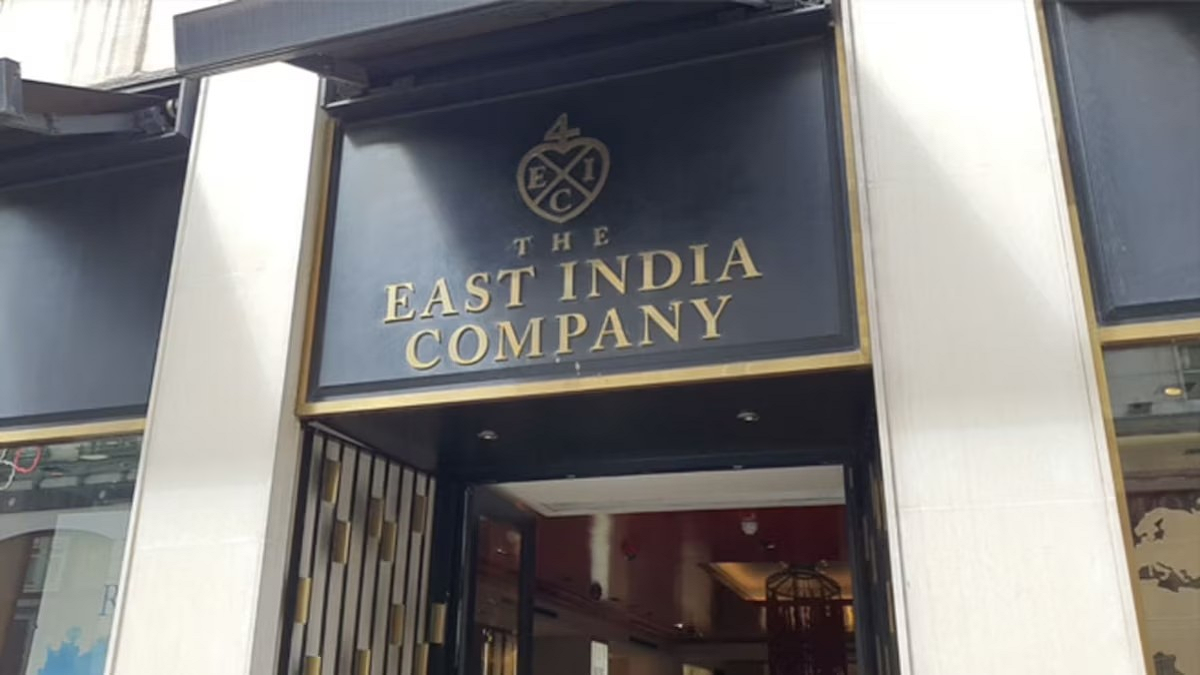 4
E I
C
THE
EAST INDIA
COMPANY
R